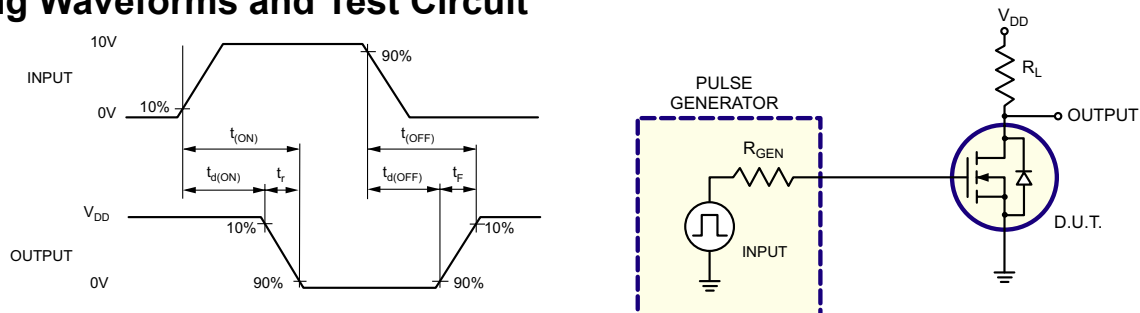 ng Waveforms and Test Circuit
10V
INPUT
0V
10%
90%
t(ON)
t(OFF)
td(ON)
tr
td(OFF)
tF
VDD
OUTPUT
0V
10%
90%
90%
10%
PULSE
GENERATOR
RGEN
INPUT
VDD
RL
OUTPUT
D.U.T.